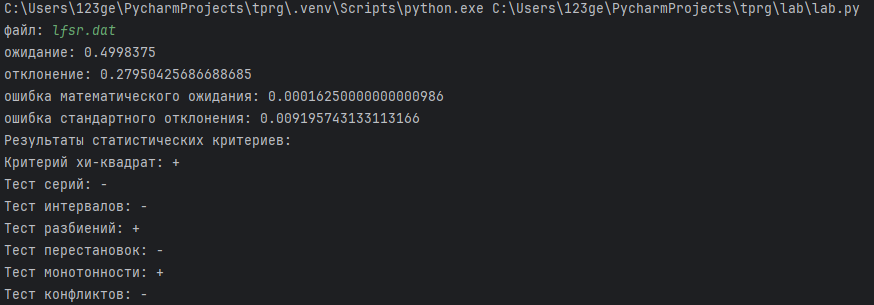 C:\Users\123ge\PycharmProjects\tprg\.venv\Scripts\python.exe C:\Users\123ge\PycharmProjects\tprg\lab\lab.py
файл: lfsr.dat
ожидание: 0.4998375
отклонение: 0.27950425686688685
ошибка математического ожидания: 0.00016250000000000986
ошибка стандартного отклонения: 0.009195743133113166
Результаты статистических критериев:
Критерий хи-квадрат: +
Тест серий: -
Тест интервалов: -
Тест разбиений: +
Тест перестановок: -
Тест монотонности: +
Тест конфликтов: -